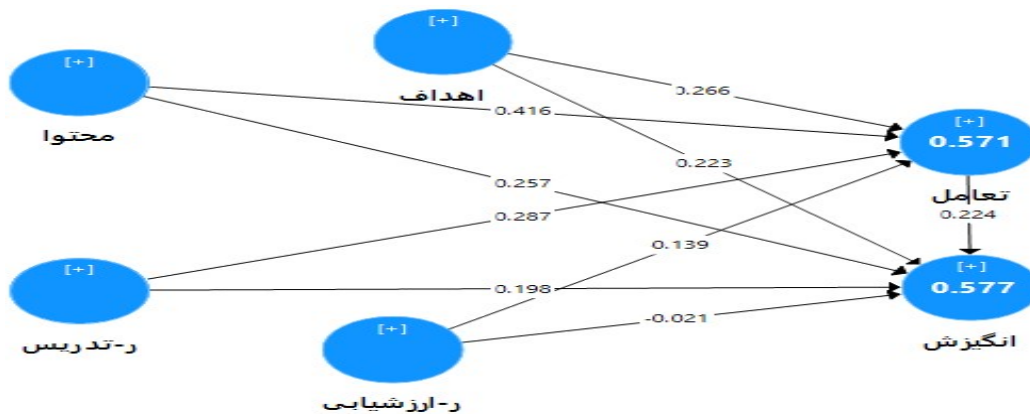 [+]
اهداف
[+]
محتوا
0.266
0.416
[+]
0.571
تعامل
0.223
0.257
0.287
0.224
0.139
[+]
0.577
انگیزش
[+]
ر-تدریس
0.198
-0.021
[+]
ر-ارزشیابی